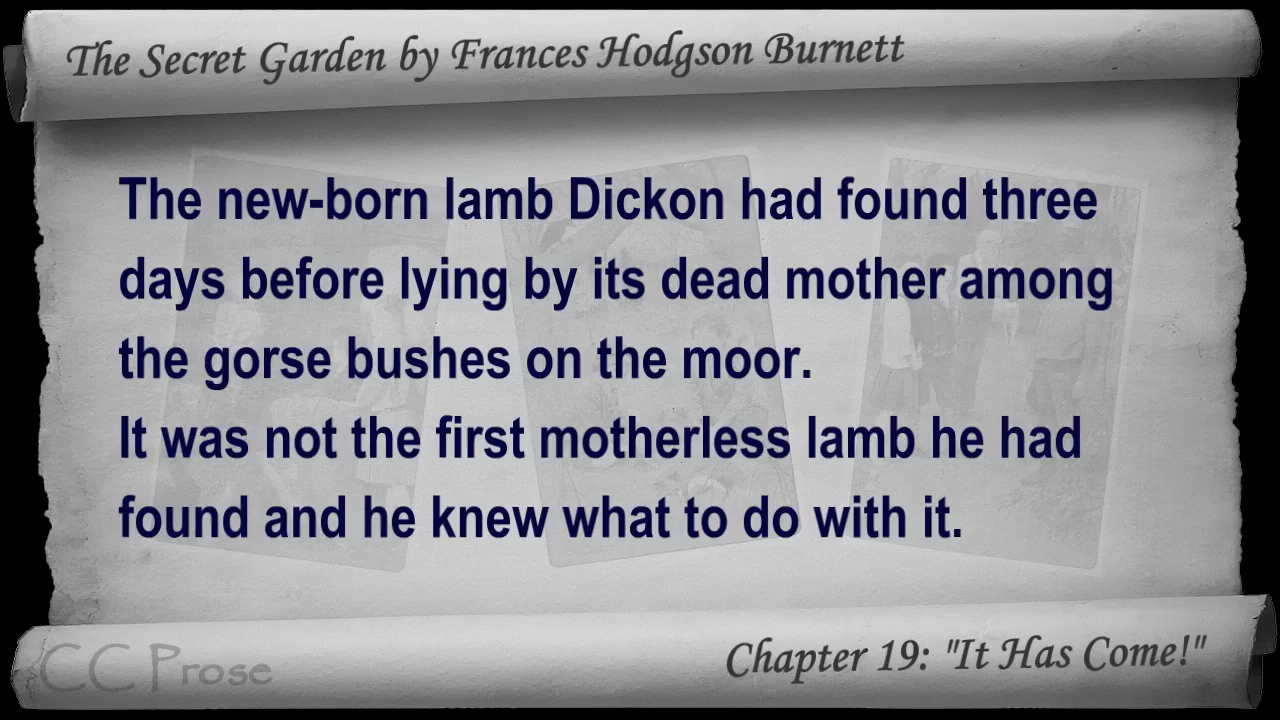 The Secret Garden by Frances Hodgson Burnett
The new-born lamb Dickon had found three
days before lying by its dead mother among
the gorse bushes on the moor.
It was not the first motherless lamb he had
found and he knew what to do with it.
CC Prose
Chapter 19: "It Has Come!"